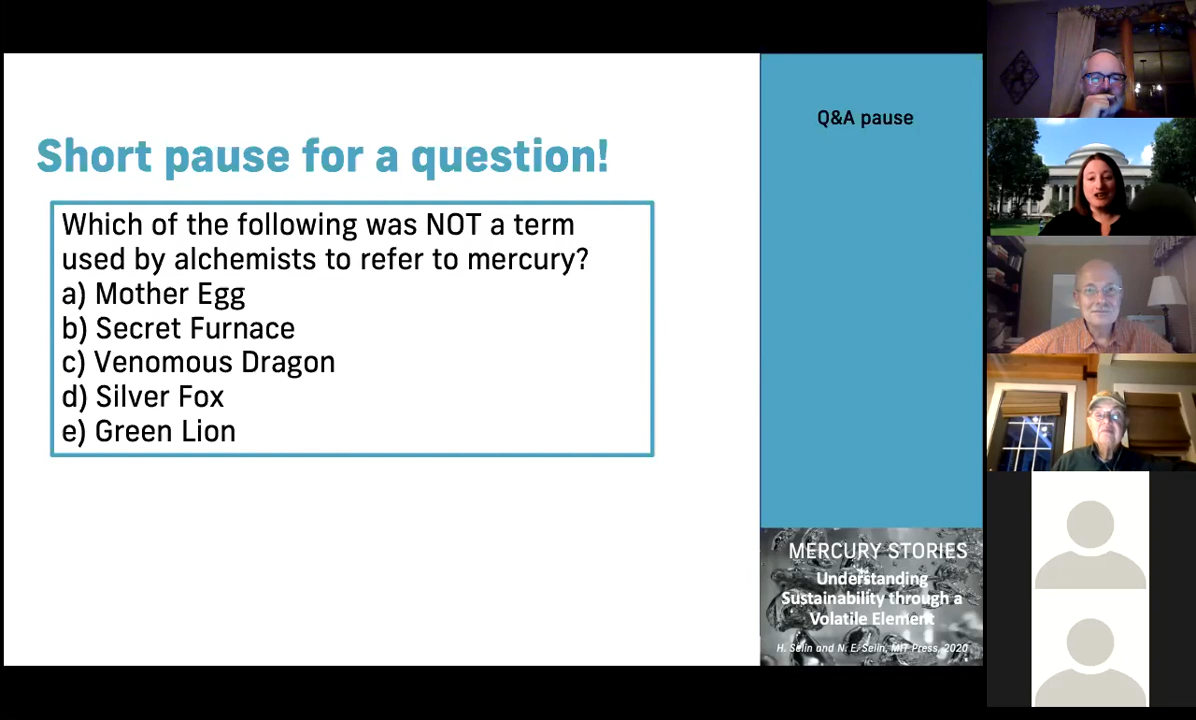 Short pause for a question!
Which of the following was NOT a term
used by alchemists to refer to mercury?
a) Mother Egg
b) Secret Furnace
c) Venomous Dragon
d) Silver Fox
e) Green Lion
Q&A pause
MERCURY STORIES
Understanding
Sustainability through a
Volatile Element
H. Selin and N. E. Selin, MIT Press, 2020